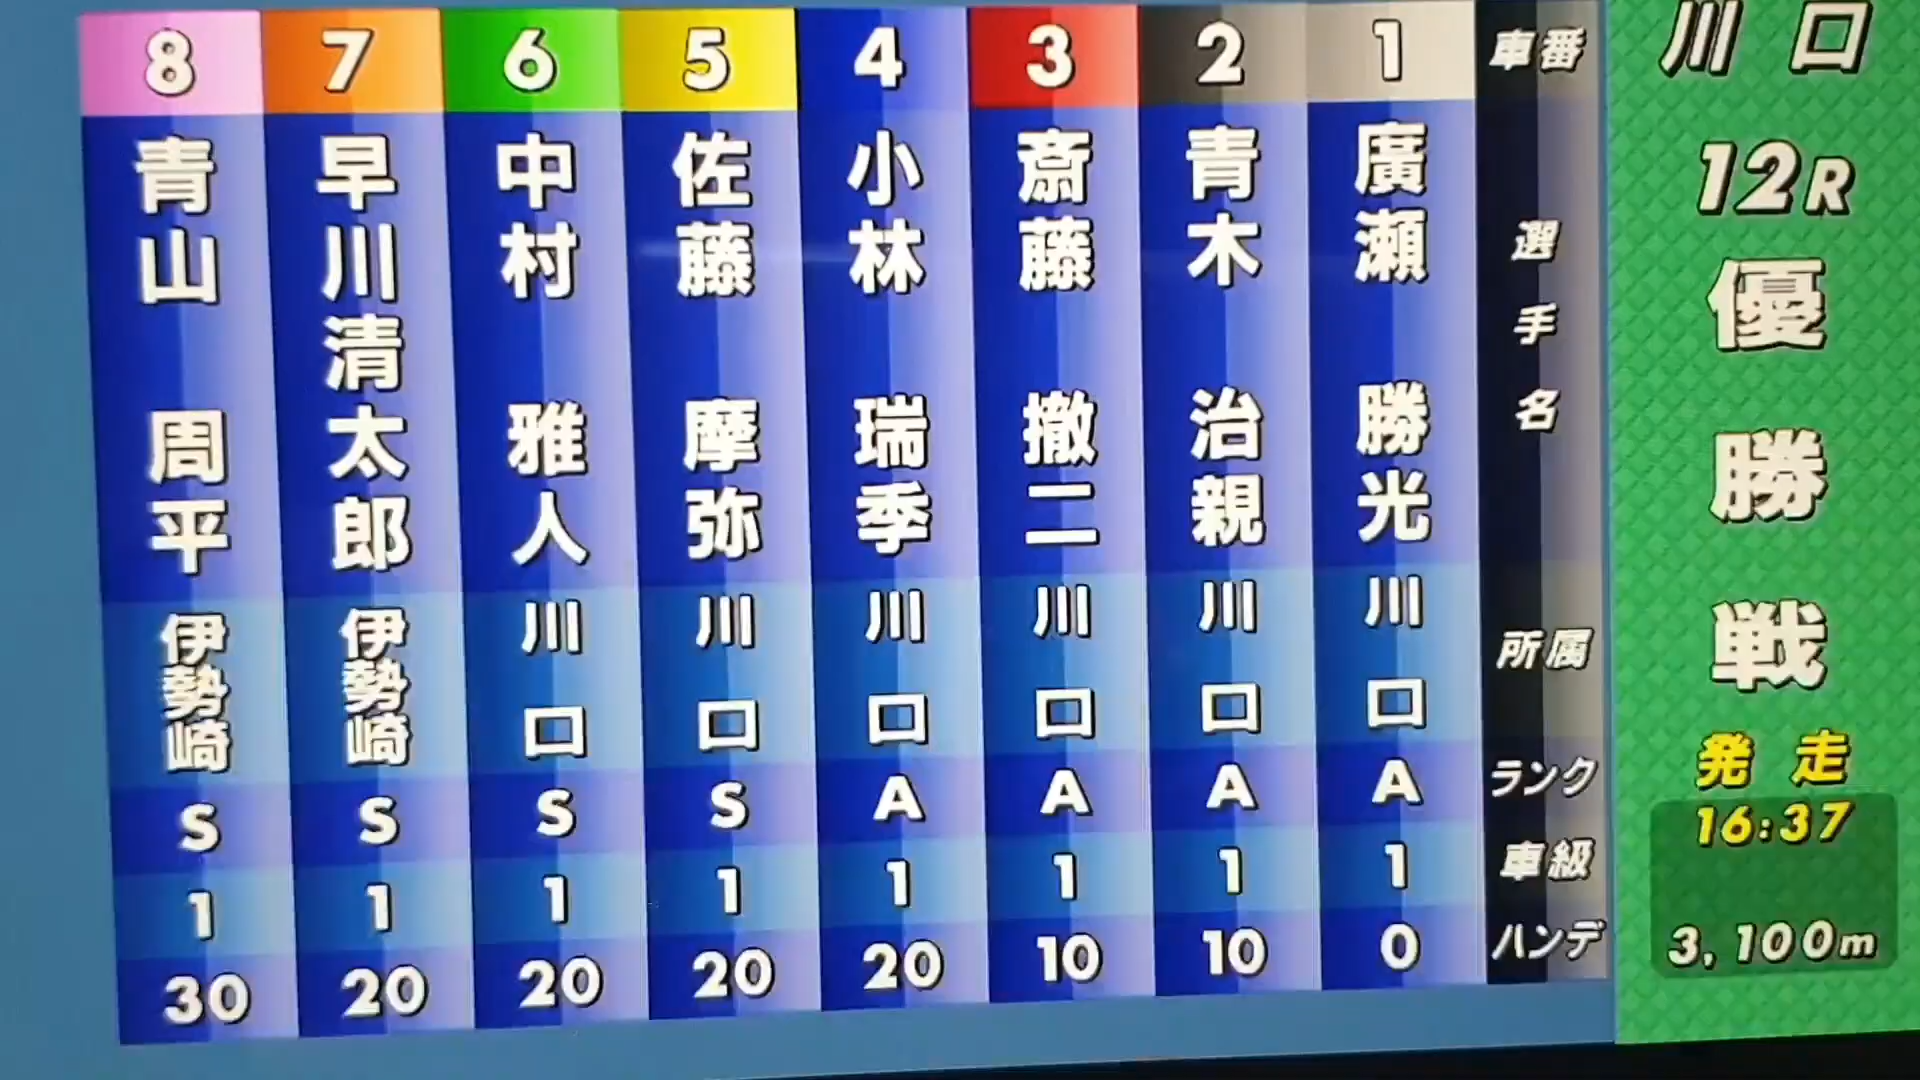 川口
12R
優勝戦
発走
16:37
3,100m
車番
選手名
所属
ランク
車級
ハンデ
1
廣瀬 勝光
川口
A
1
0
2
青木 治親
川口
A
1
10
3
斎藤 撤二
川口
A
1
10
4
小林 瑞季
川口
A
1
20
5
佐藤 摩弥
川口
S
1
20
6
中村 雅人
川口
S
1
20
7
早川清太郎
伊勢崎
S
1
20
8
青山 周平
伊勢崎
S
1
30